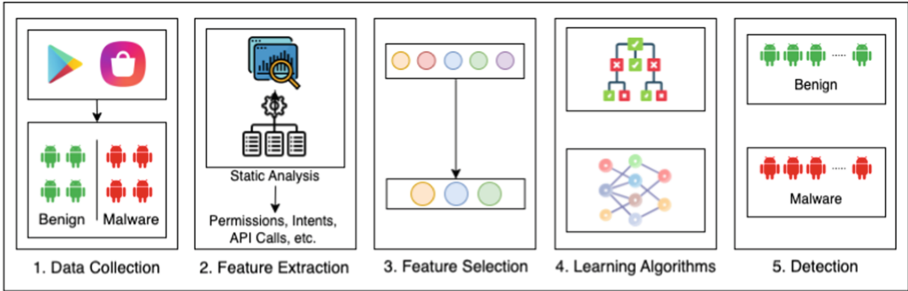 Benign
Malware
1. Data Collection
Static Analysis
Permissions, Intents,
API Calls, etc.
2. Feature Extraction
3. Feature Selection
4. Learning Algorithms
Benign
Malware
5. Detection